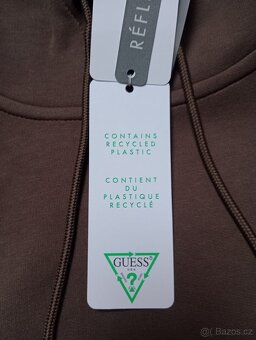 RÉFL
CONTAINS
RECYCLED
PLASTIC
CONTIENT
DU
PLASTIQUE
RECYCLÉ
GUESS
U.S.A.
?
bazos.cz